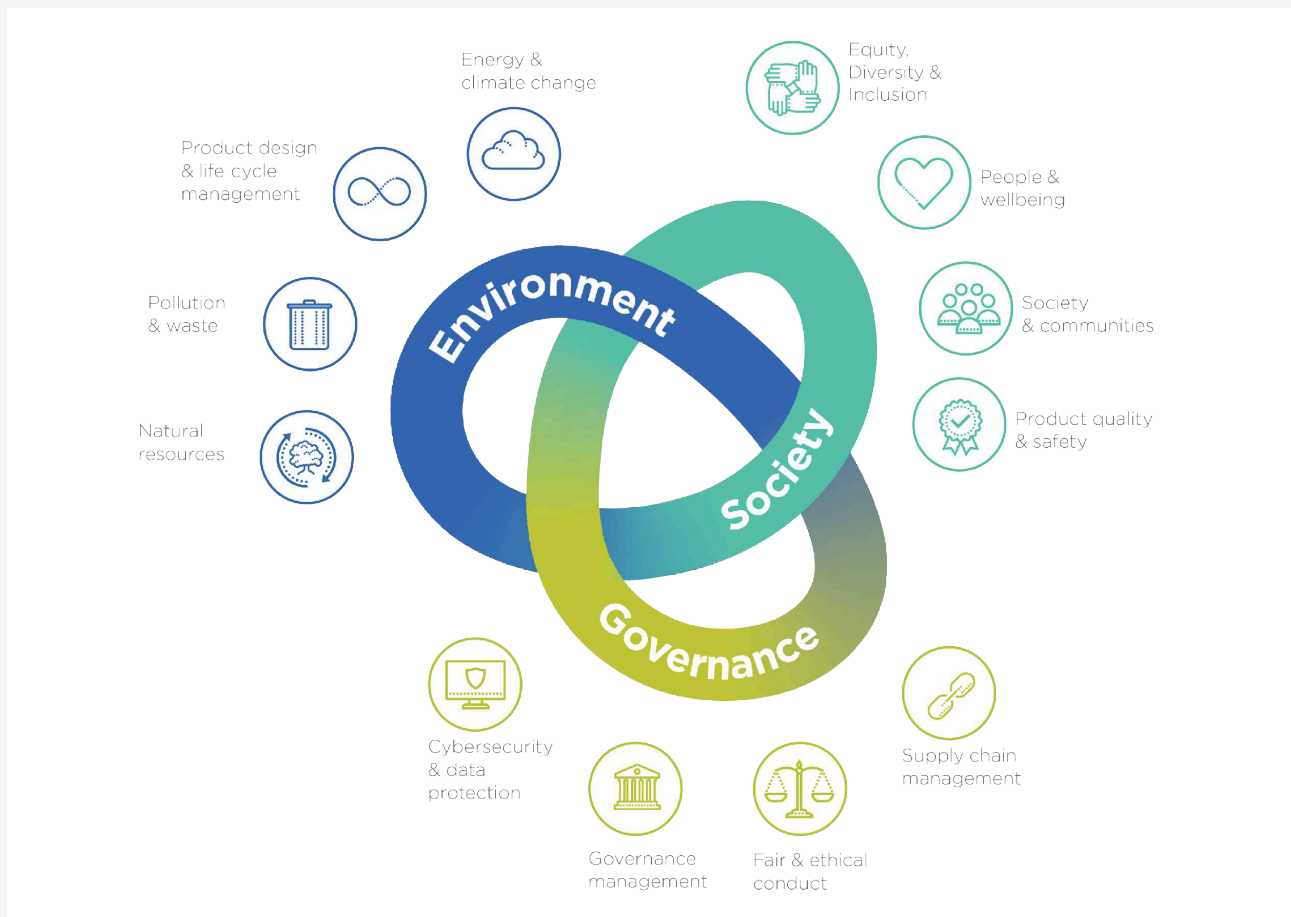 Energy &
climate change
Equity,
Diversity &
Inclusion
Product design
& life cycle
management
People &
wellbeing
Pollution
& waste
Society
& communities
Natural
resources
Product quality
& safety
Environment
Society
Governance
Cybersecurity
& data
protection
Supply chain
management
Governance
management
Fair & ethical
conduct